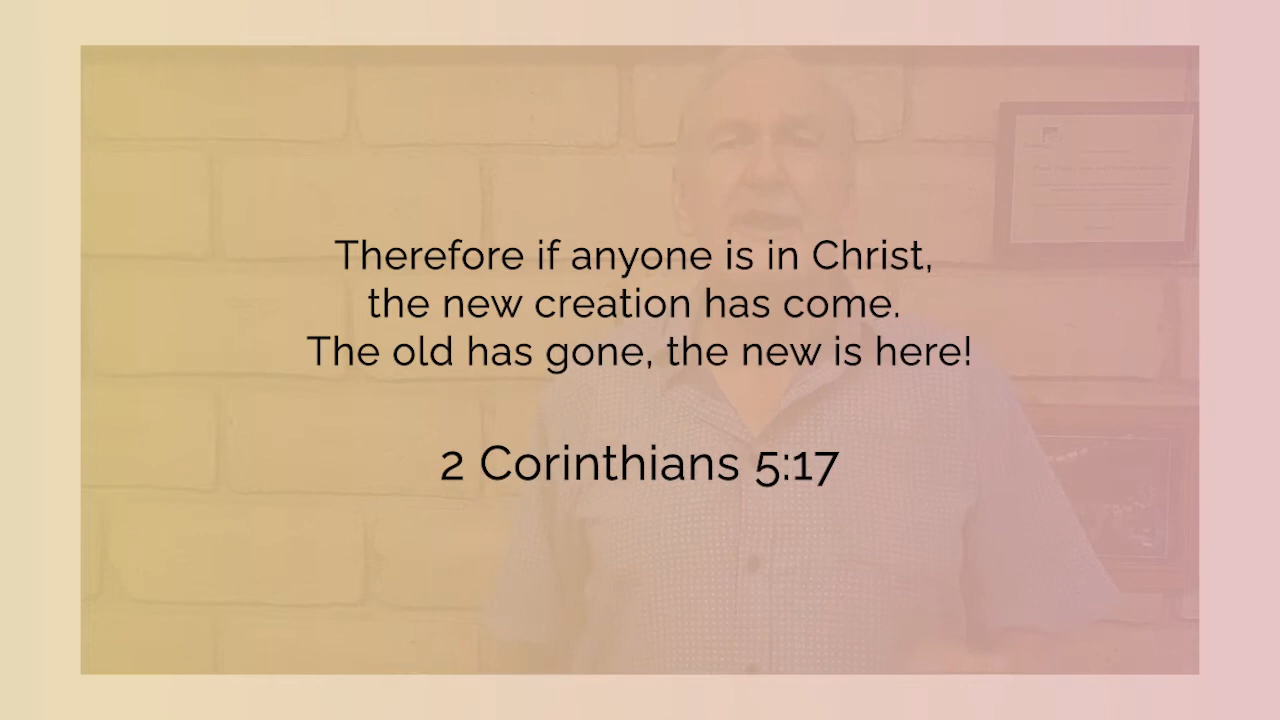 Therefore if anyone is in Christ,
the new creation has come.
The old has gone, the new is here!
2 Corinthians 5:17